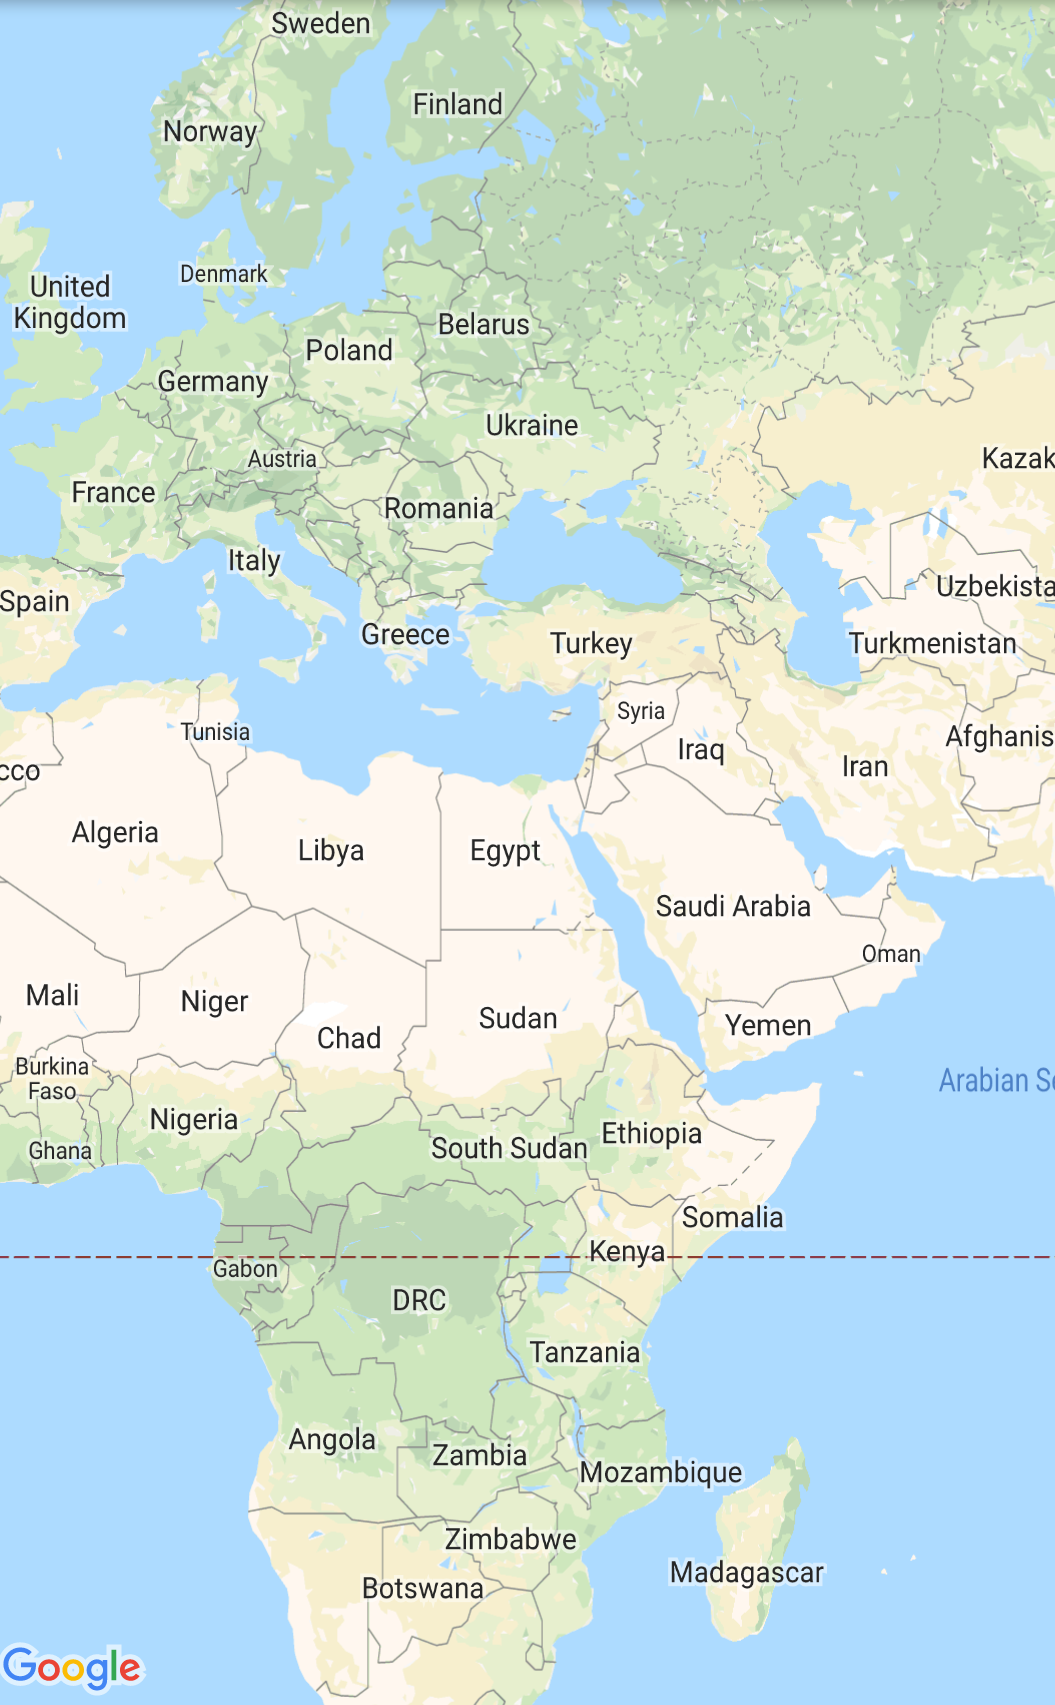 Sweden
Finland
Norway
Denmark
United
Kingdom
Belarus
Poland
Germany
Ukraine
Austria
Kazak
France
Romania
Italy
Uzbekista
Spain
Greece
Turkey
Turkmenistan
Syria
Tunisia
Iraq
Afghanis
Iran
cco
Algeria
Libya
Egypt
Saudi Arabia
Oman
Mali
Niger
Sudan
Yemen
Chad
Burkina
Faso
Arabian Se
Nigeria
Ethiopia
Ghana
South Sudan
Somalia
Kenya
Gabon
DRC
Tanzania
Angola
Zambia
Mozambique
Zimbabwe
Madagascar
Botswana
Google